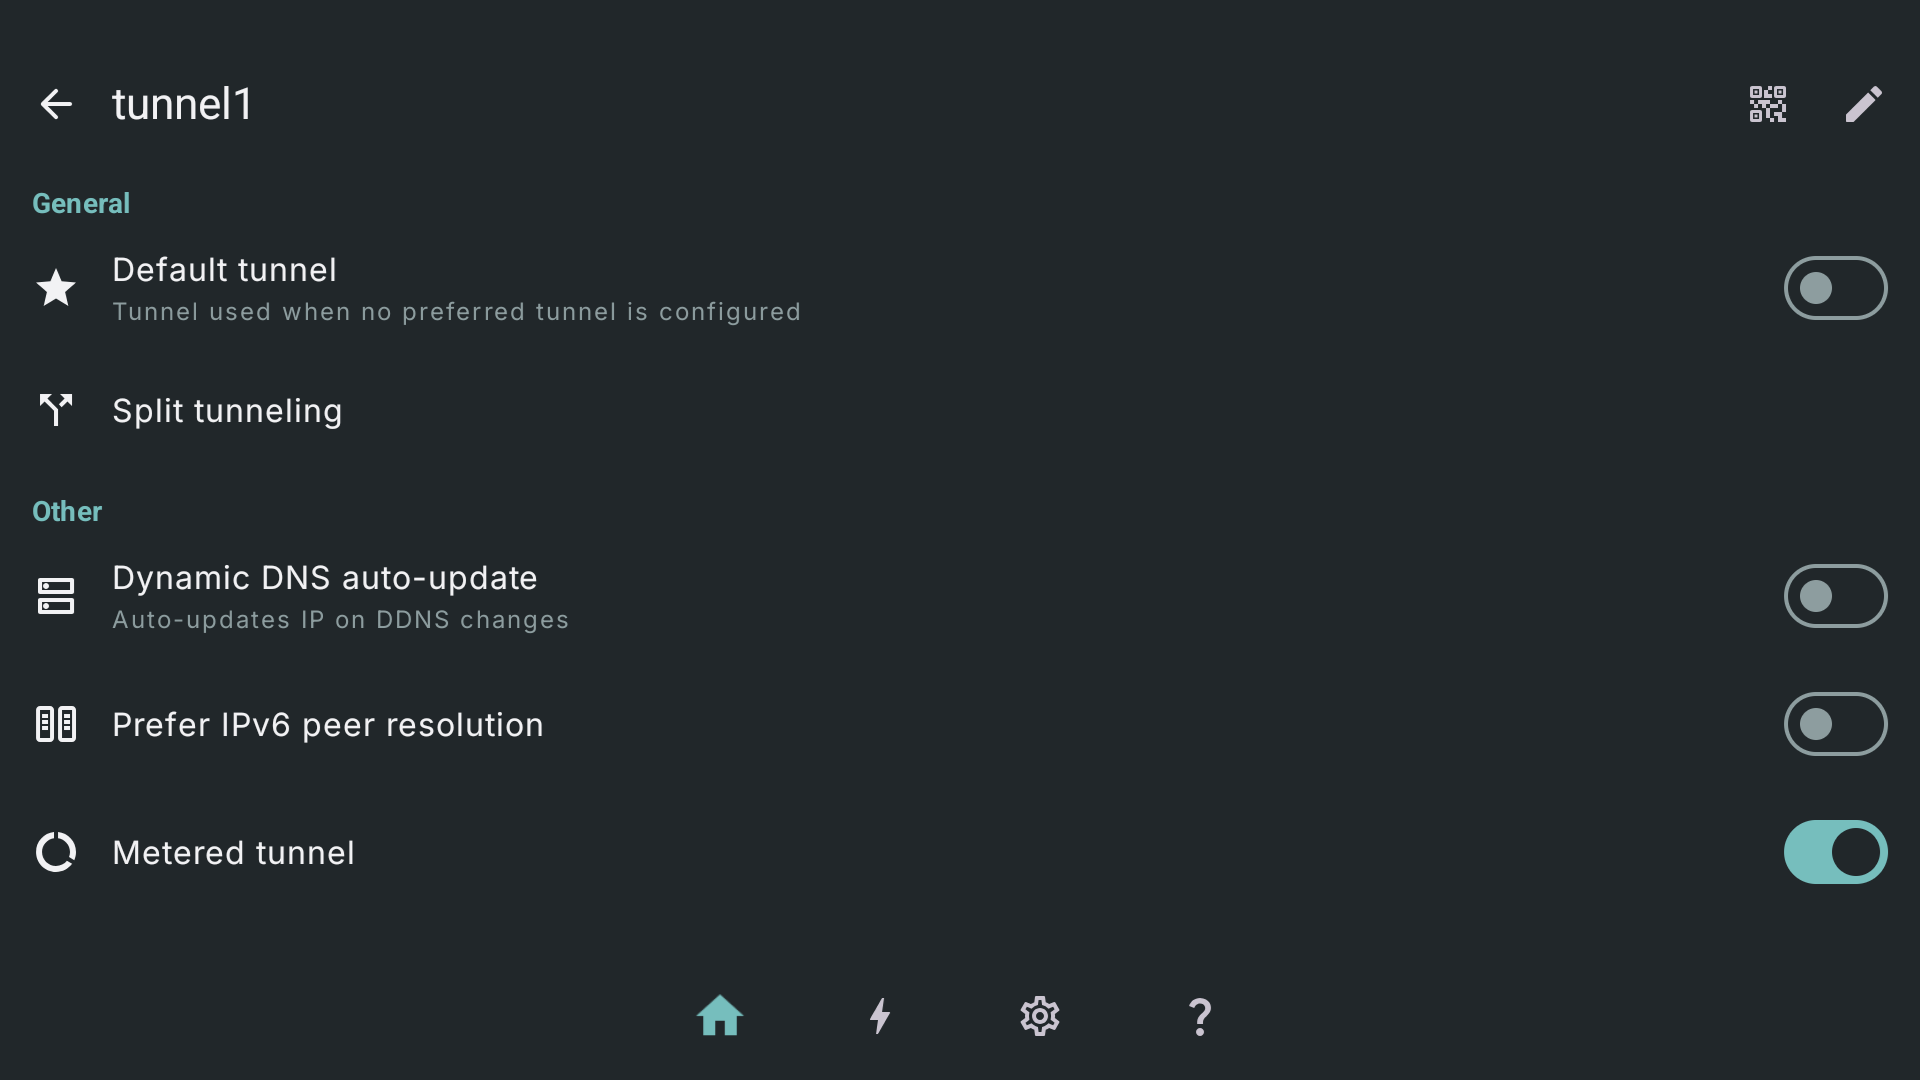 tunnel1
General
Default tunnel
Tunnel used when no preferred tunnel is configured
Split tunneling
Other
Dynamic DNS auto-update
Auto-updates IP on DDNS changes
Prefer IPv6 peer resolution
Metered tunnel